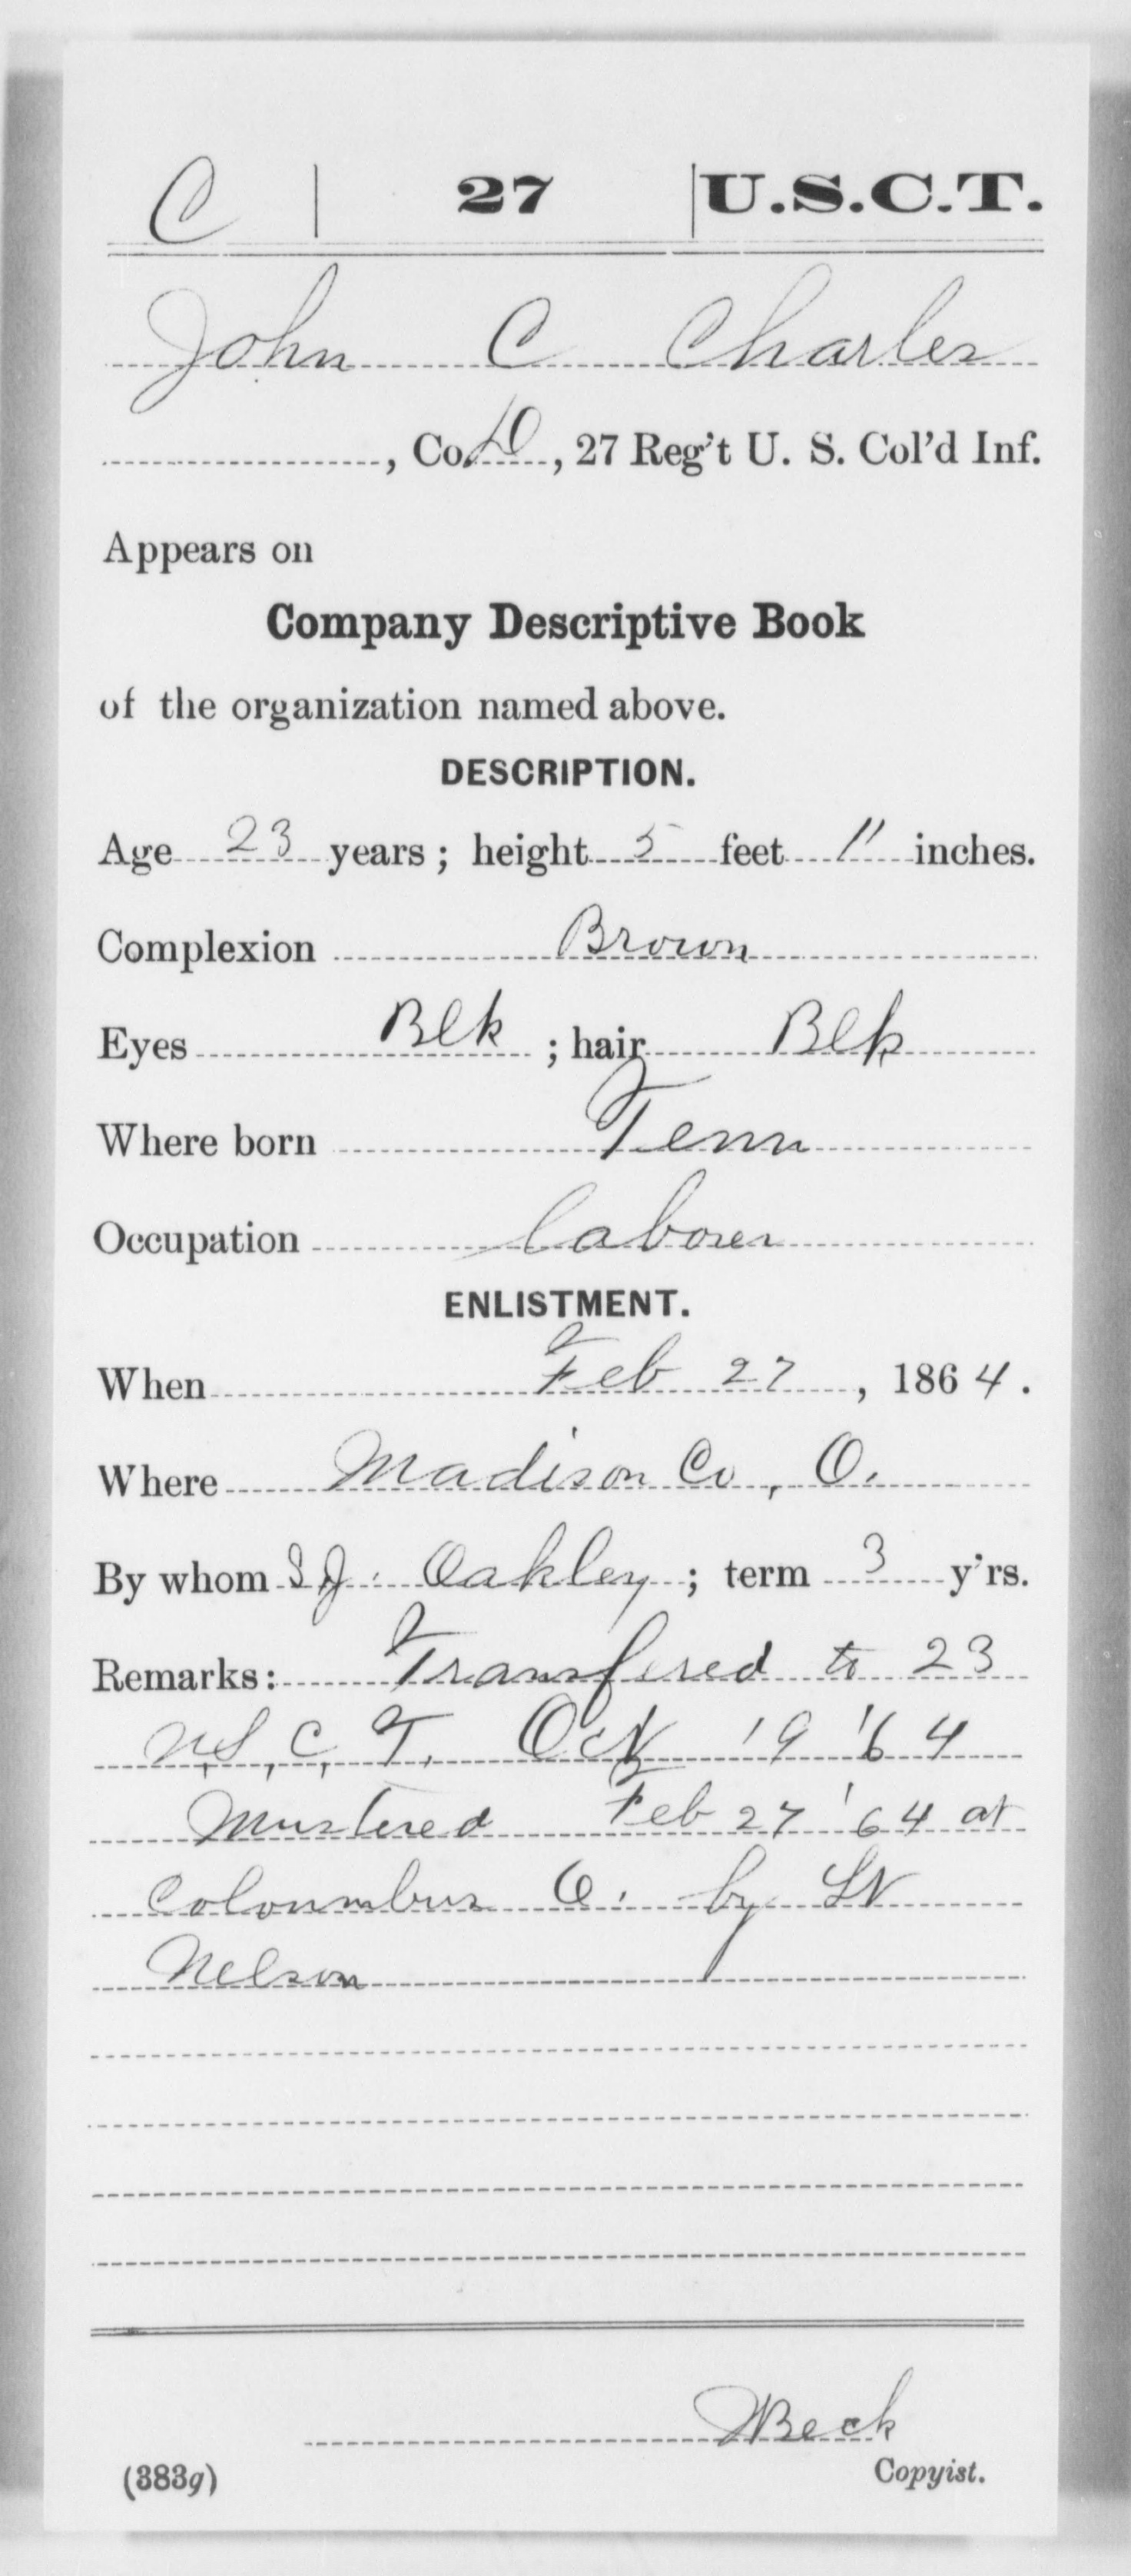 C | 27 | U.S.C.T.
John C Charles
, Co. D, 27 Reg't U. S. Col'd Inf.
Appears on
Company Descriptive Book
of the organization named above.
DESCRIPTION.
Age 23 years; height 5 feet 11 inches.
Complexion Brown
Eyes Blk; hair Blk
Where born Tenn
Occupation laborer
ENLISTMENT.
When Feb 27, 1864.
Where Madison Co, O.
By whom Oakley; term 3 y'rs.
Remarks: Transfered to 23
U.S,C,T. Oct 19 '64
Mustered Feb 27 '64 at
Coloumbus O. by Lt
Nelson
Beck
(383g) Copyist.